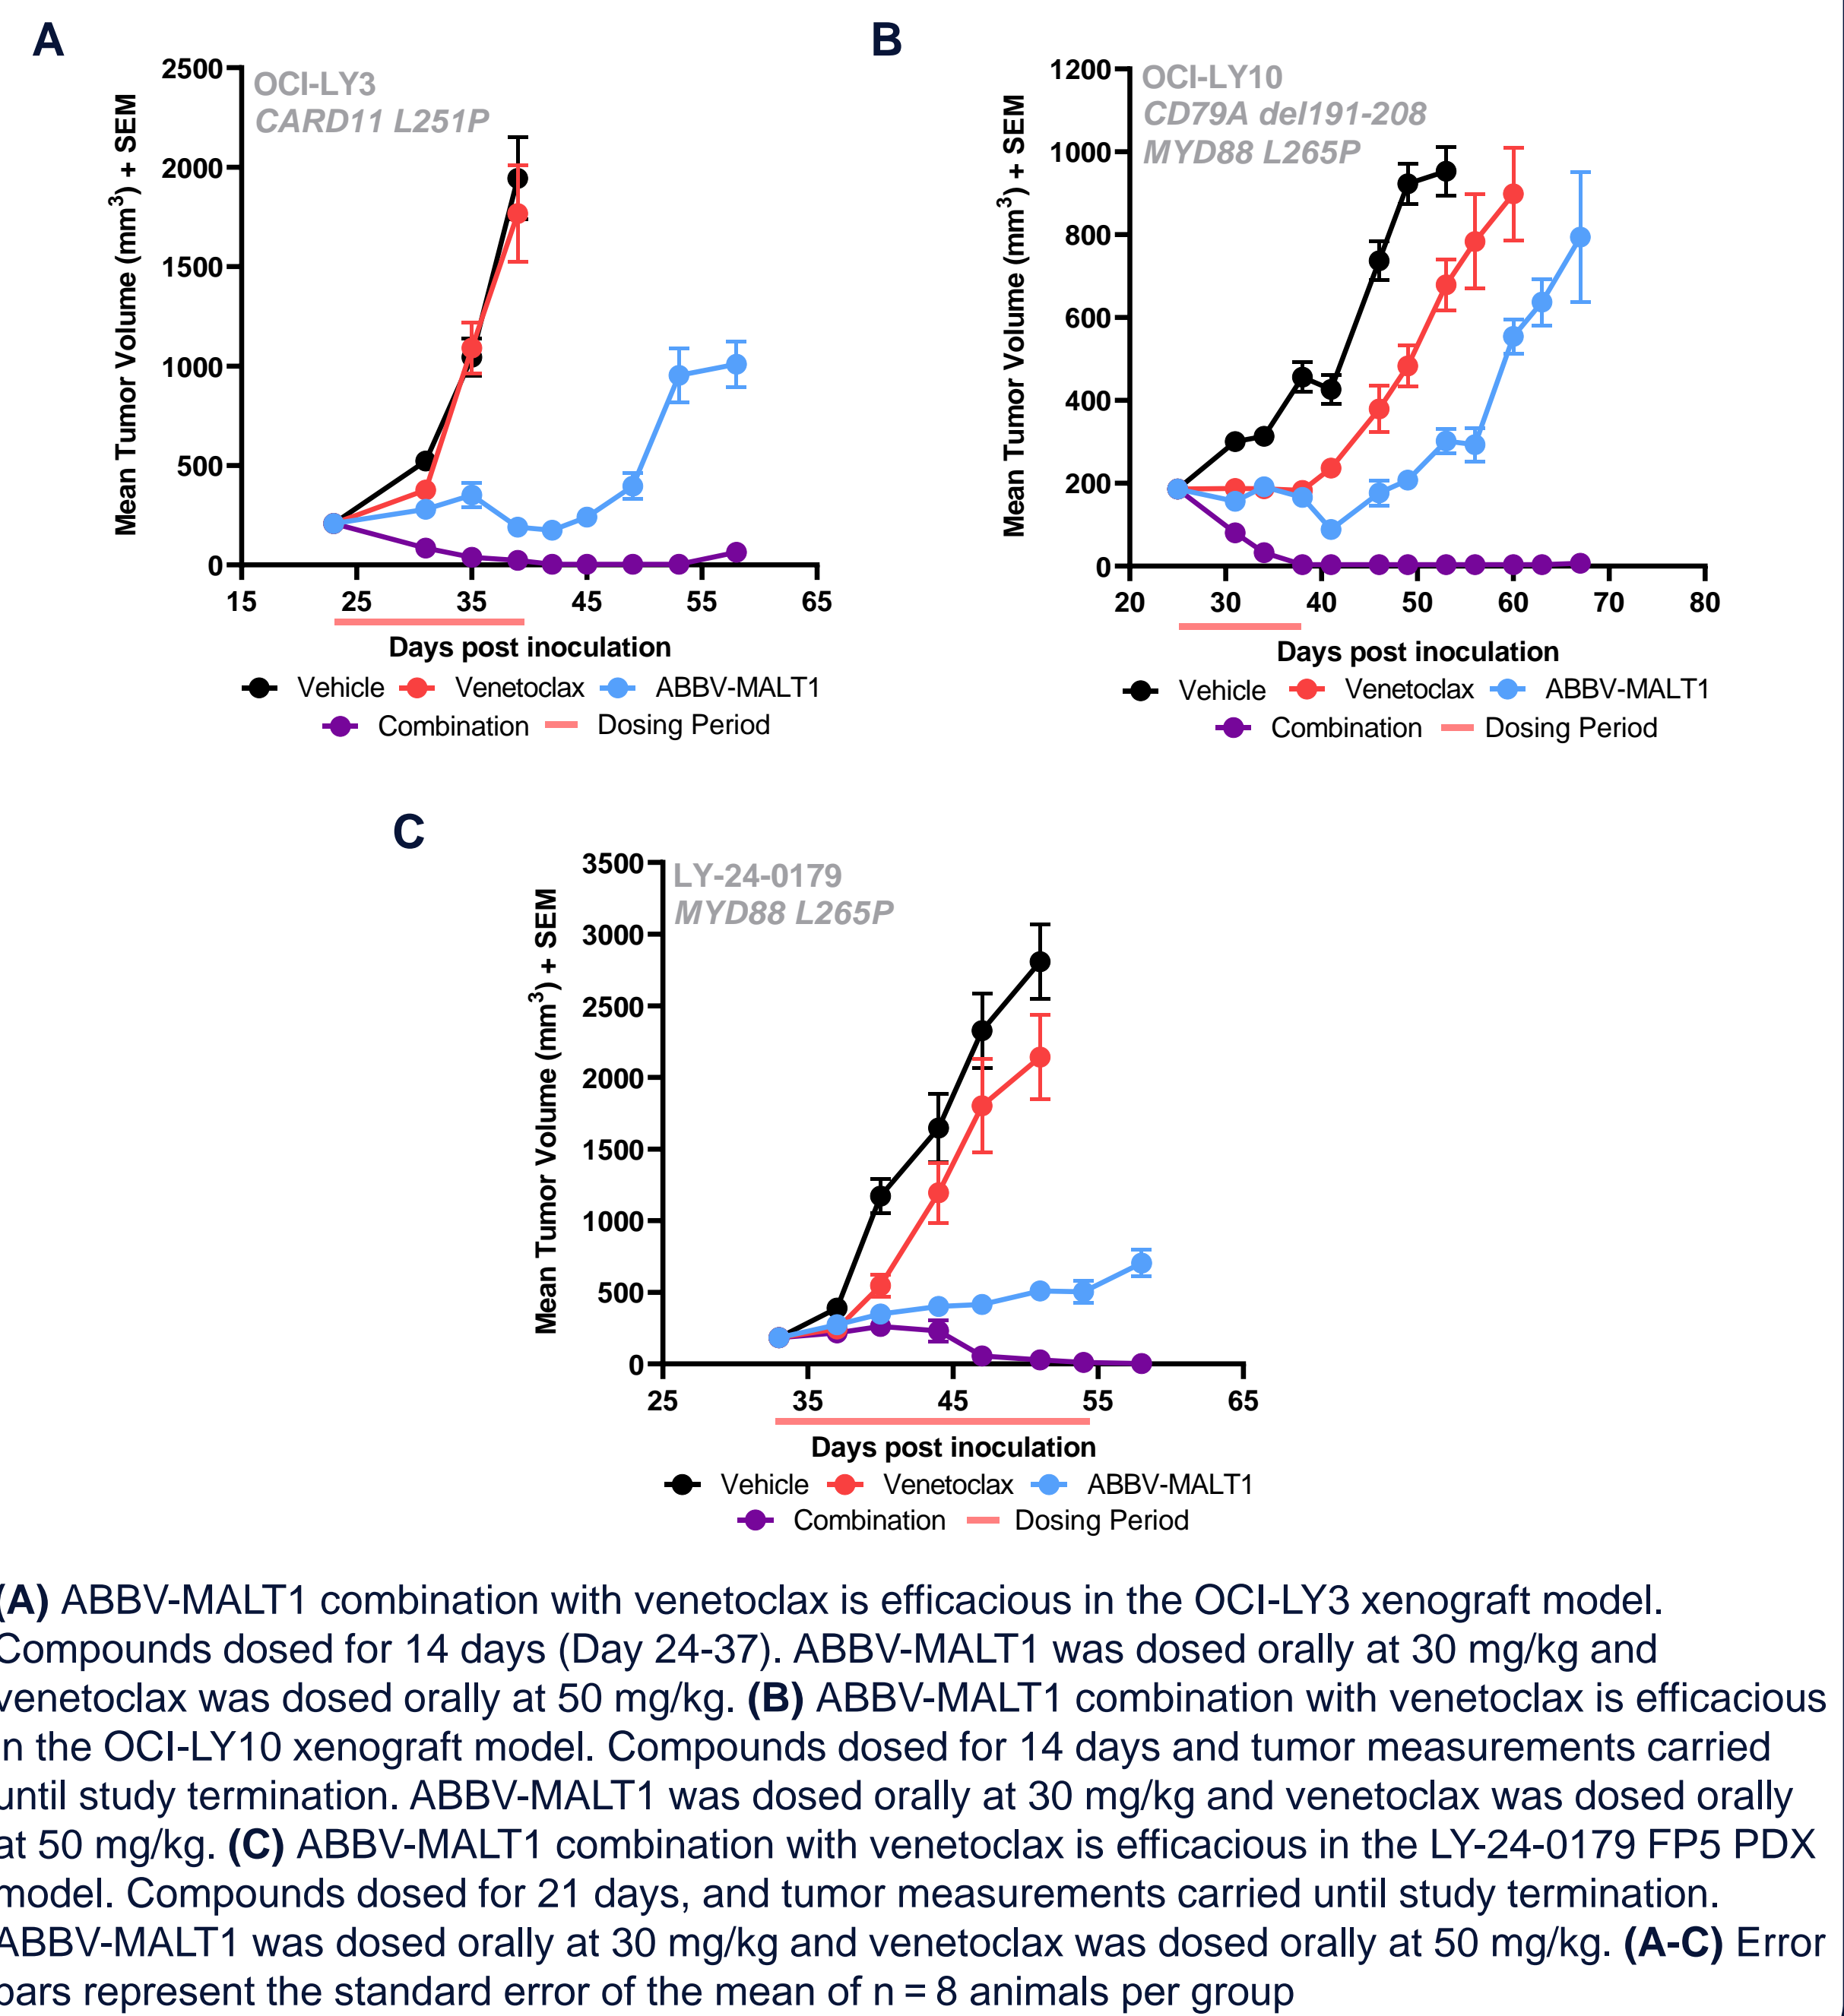 A
2500
2000
1500
1000
500
0
Mean Tumor Volume (mm³) + SEM
OCI-LY3
CARD11 L251P
15 25 35 45 55 65
Days post inoculation
Vehicle Venetoclax ABBV-MALT1
Combination Dosing Period
B
1200
1000
800
600
400
200
0
Mean Tumor Volume (mm³) + SEM
OCI-LY10
CD79A del191-208
MYD88 L265P
20 30 40 50 60 70 80
Days post inoculation
Vehicle Venetoclax ABBV-MALT1
Combination Dosing Period
C
3500
3000
2500
2000
1500
1000
500
0
Mean Tumor Volume (mm³) + SEM
LY-24-0179
MYD88 L265P
25 35 45 55 65
Days post inoculation
Vehicle Venetoclax ABBV-MALT1
Combination Dosing Period
(A) ABBV-MALT1 combination with venetoclax is efficacious in the OCI-LY3 xenograft model.
Compounds dosed for 14 days (Day 24-37). ABBV-MALT1 was dosed orally at 30 mg/kg and
venetoclax was dosed orally at 50 mg/kg. (B) ABBV-MALT1 combination with venetoclax is efficacious
in the OCI-LY10 xenograft model. Compounds dosed for 14 days and tumor measurements carried
until study termination. ABBV-MALT1 was dosed orally at 30 mg/kg and venetoclax was dosed orally
at 50 mg/kg. (C) ABBV-MALT1 combination with venetoclax is efficacious in the LY-24-0179 FP5 PDX
model. Compounds dosed for 21 days, and tumor measurements carried until study termination.
ABBV-MALT1 was dosed orally at 30 mg/kg and venetoclax was dosed orally at 50 mg/kg. (A-C) Error
bars represent the standard error of the mean of n = 8 animals per group